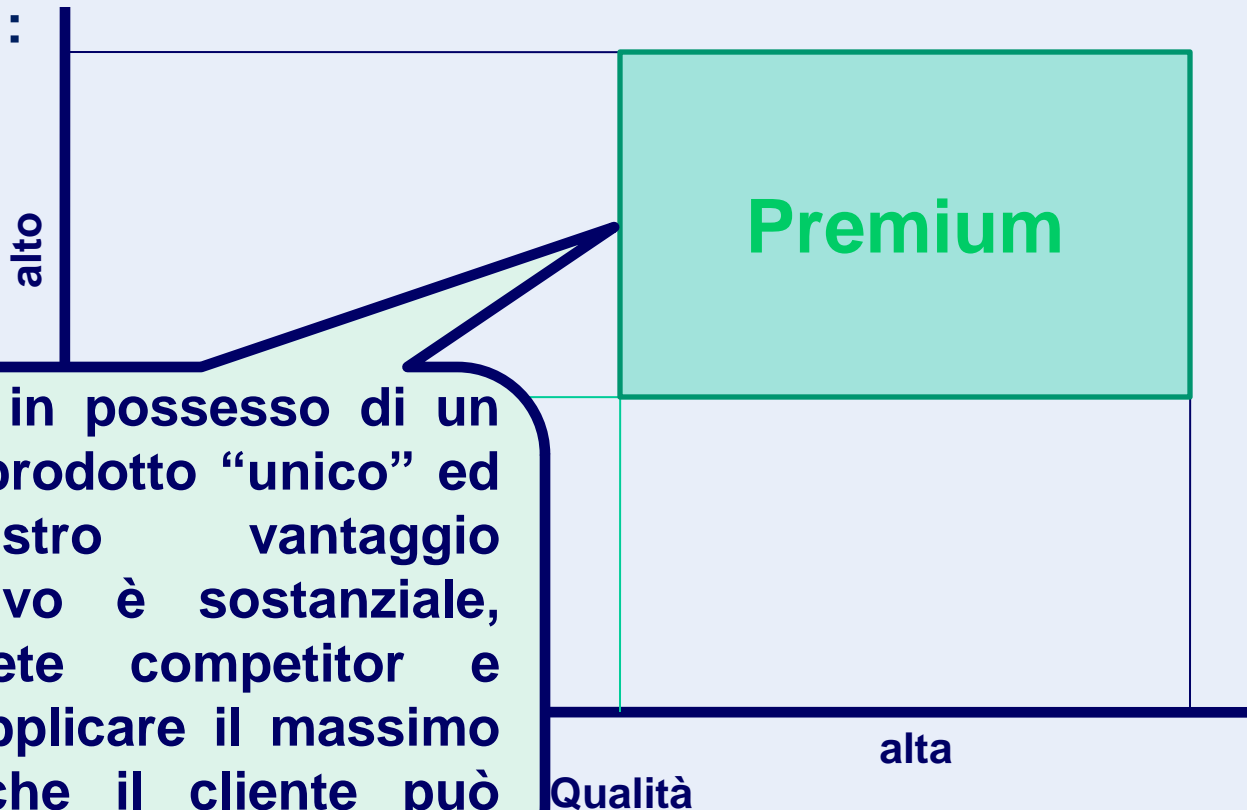 :
alto
Premium
in possesso di un
prodotto “unico” ed
stro vantaggio
vo è sostanziale,
ete competitor e
pplicare il massimo
che il cliente può
alta
Qualità